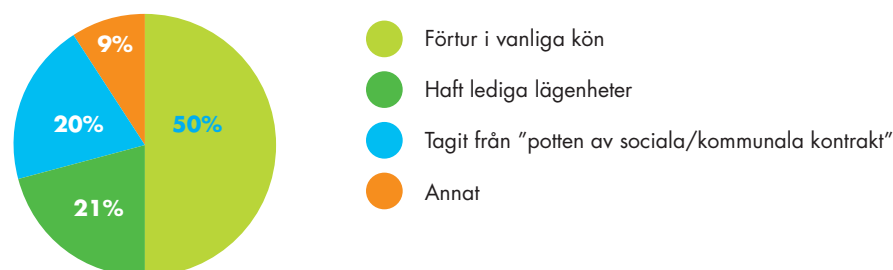 9%
50%
20%
21%
Förtur i vanliga kön
Haft lediga lägenheter
Tagit från ”potten av sociala/kommunala kontrakt”
Annat